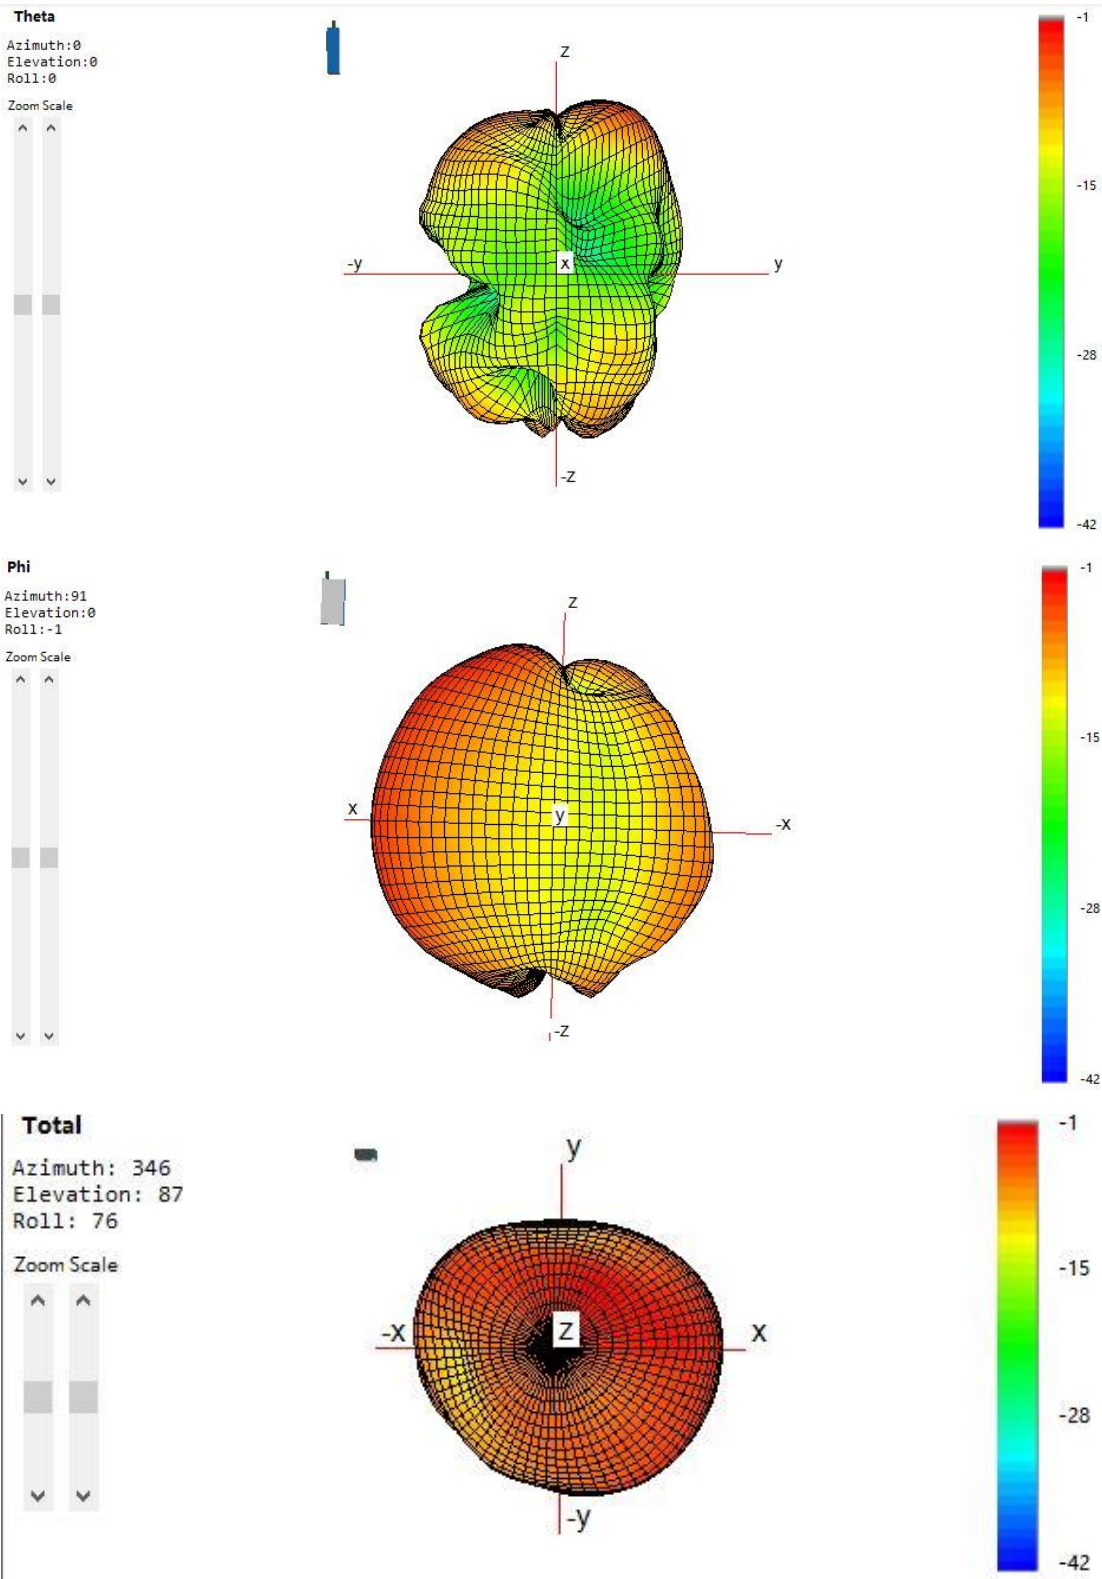 Theta
Azimuth:0
Elevation:0
Roll:0
Zoom Scale
z
-y
x
y
-z
-1
-15
-28
-42
Phi
Azimuth:91
Elevation:0
Roll:-1
Zoom Scale
z
x
y
-x
-z
-1
-15
-28
-42
Total
Azimuth: 346
Elevation: 87
Roll: 76
Zoom Scale
y
-x
z
x
-y
-1
-15
-28
-42